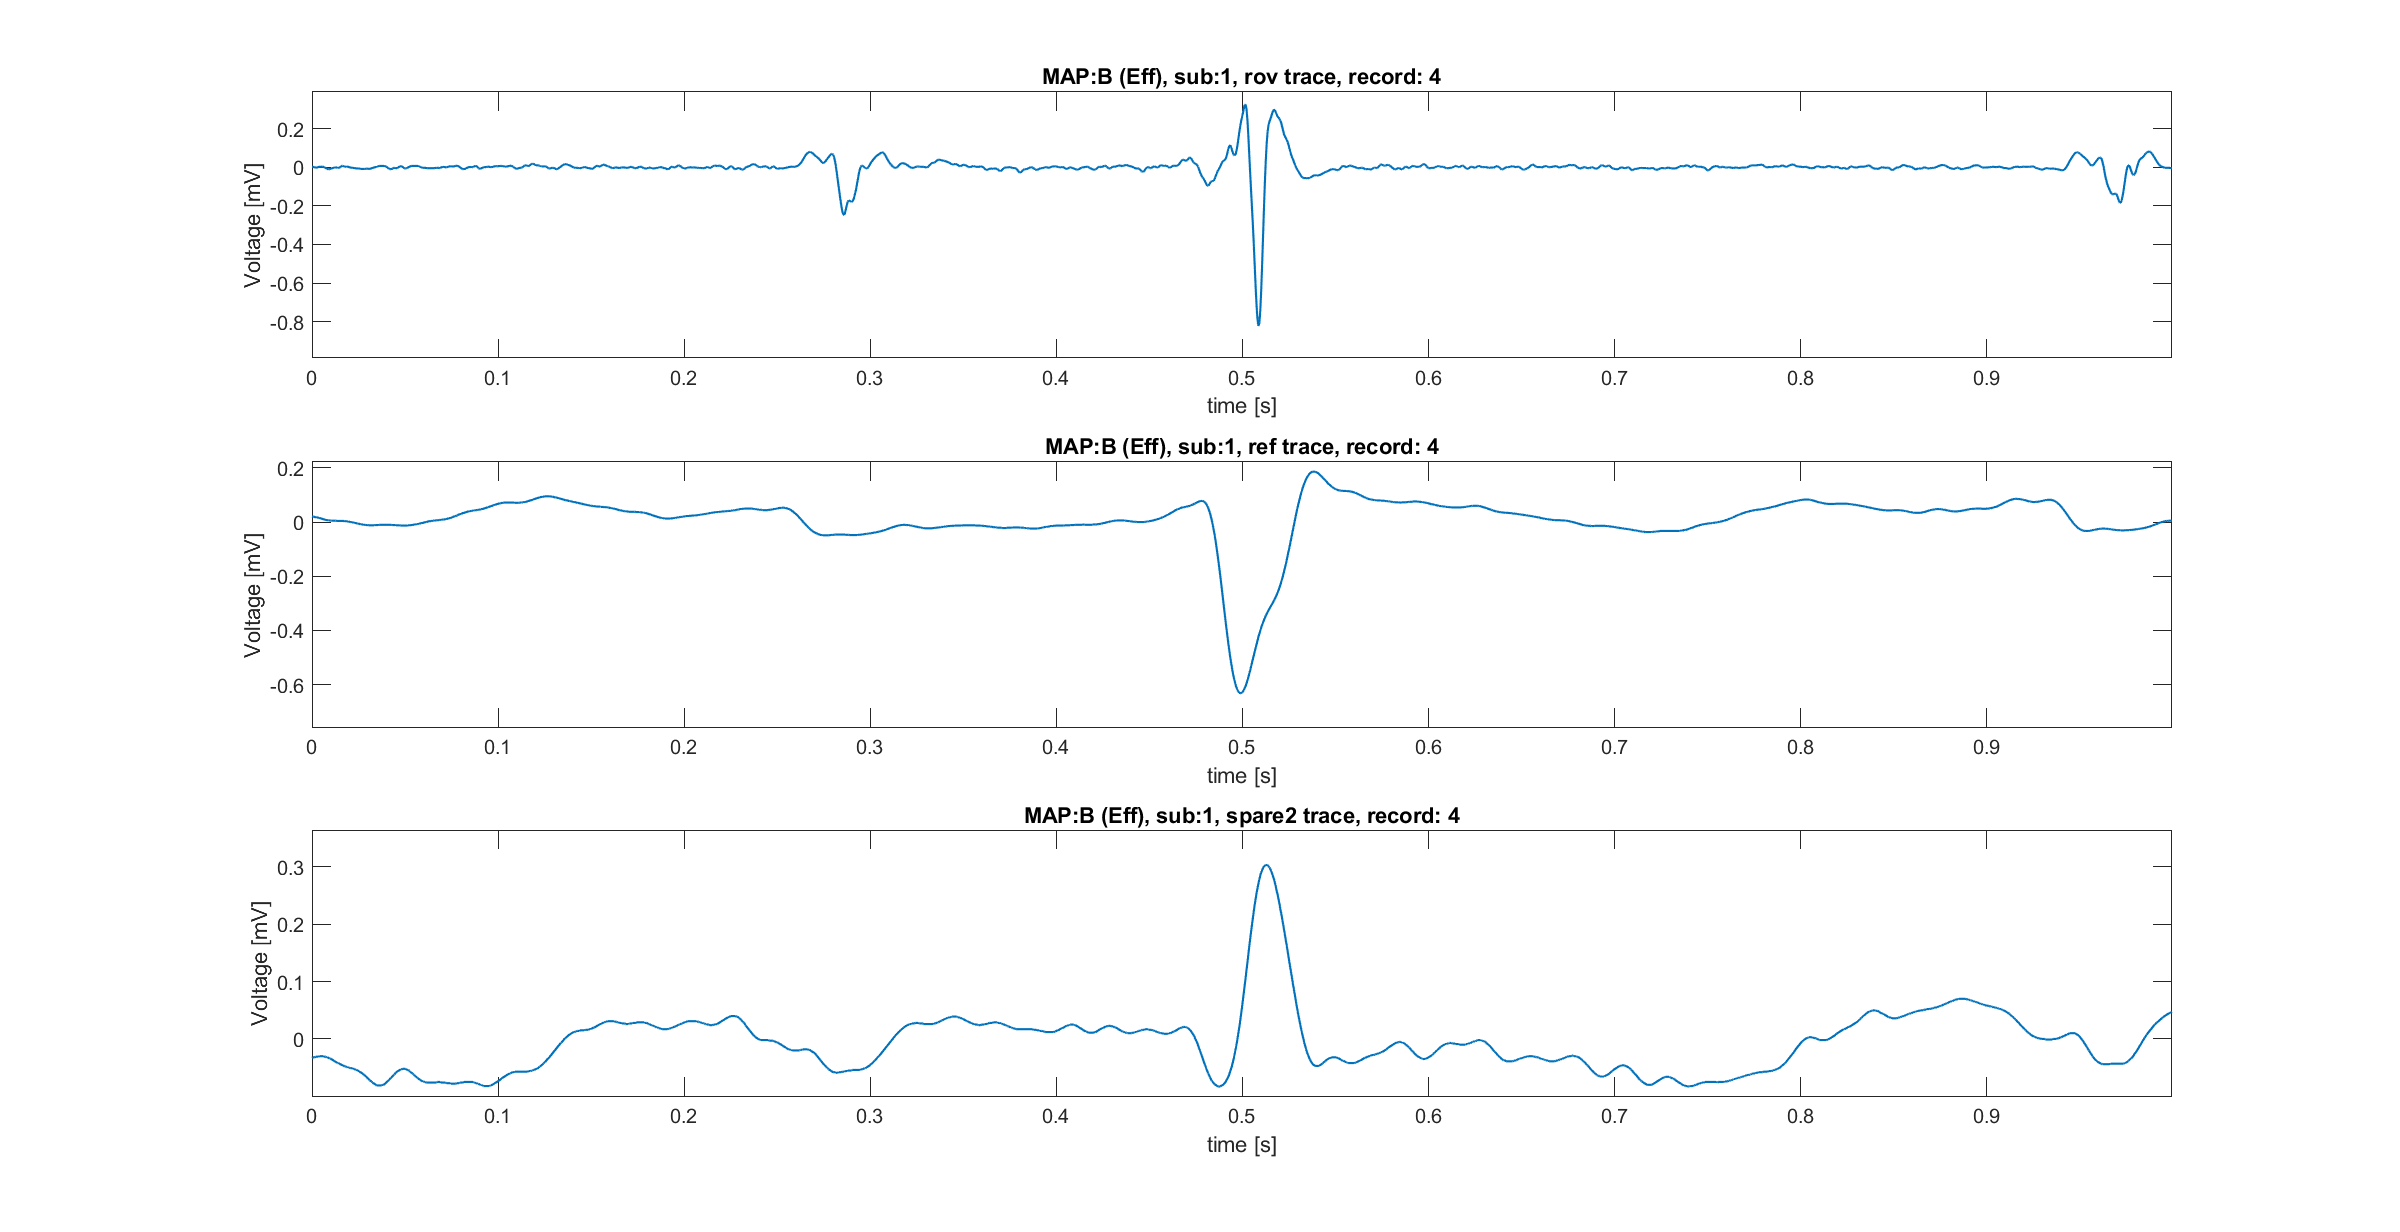 MAP:B (Eff), sub:1, rov trace, record: 4
Voltage [mV]
0.2
0
-0.2
-0.4
-0.6
-0.8
0 0.1 0.2 0.3 0.4 0.5 0.6 0.7 0.8 0.9
time [s]
MAP:B (Eff), sub:1, ref trace, record: 4
Voltage [mV]
0.2
0
-0.2
-0.4
-0.6
0 0.1 0.2 0.3 0.4 0.5 0.6 0.7 0.8 0.9
time [s]
MAP:B (Eff), sub:1, spare2 trace, record: 4
Voltage [mV]
0.3
0.2
0.1
0
0 0.1 0.2 0.3 0.4 0.5 0.6 0.7 0.8 0.9
time [s]